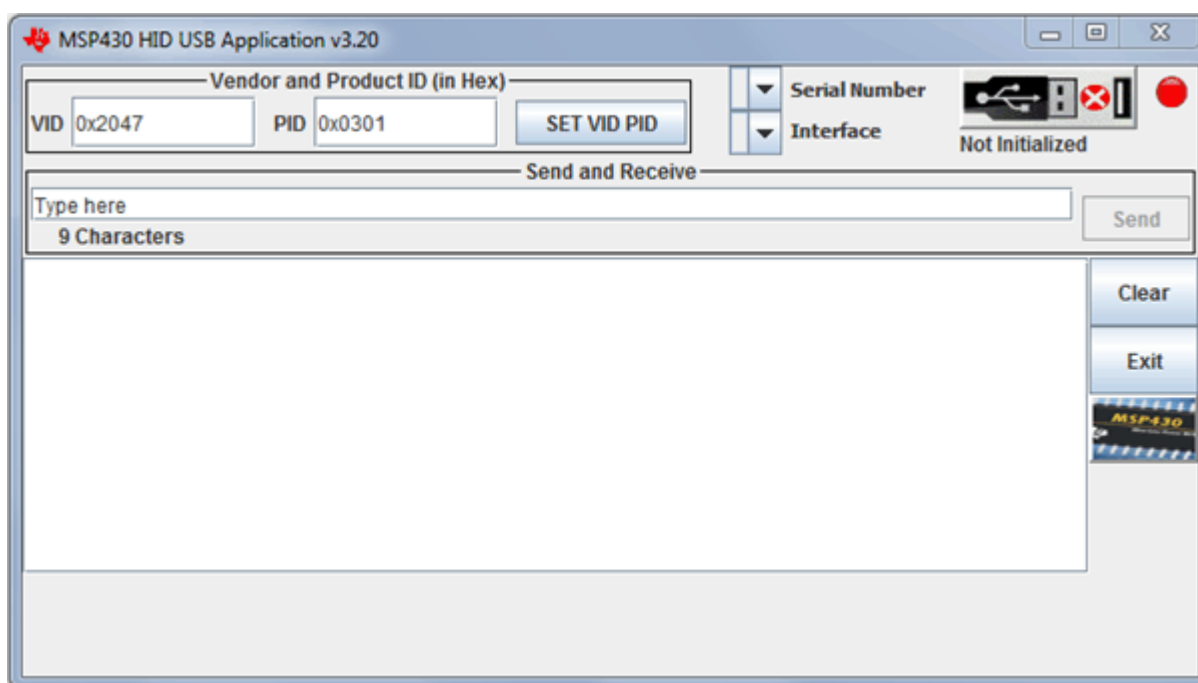 MSP430 HID USB Application v3.20
Vendor and Product ID (in Hex)
VID 0x2047 PID 0x0301 SET VID PID
Serial Number
Interface
Not Initialized
Send and Receive
Type here
Send
9 Characters
Clear
Exit
MSP430